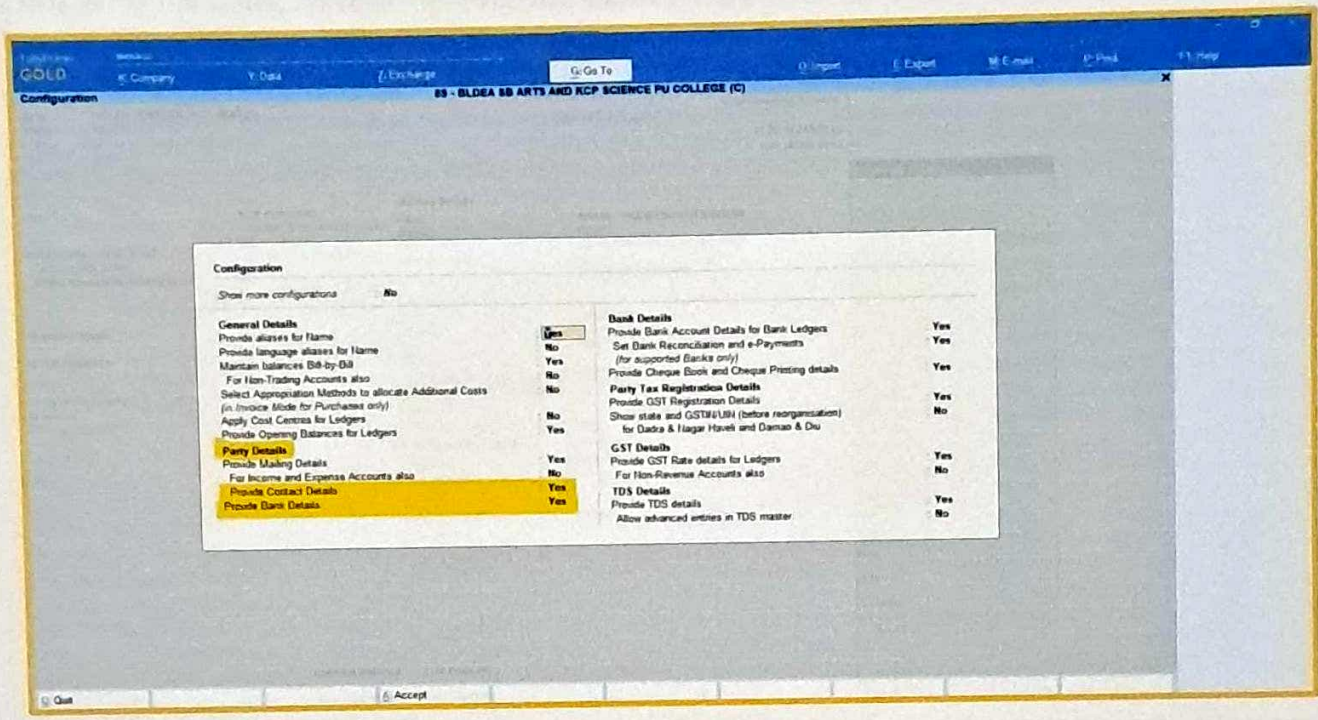 GOLD
K: Company
Y: Data
Z: Exchange
G: Go To
O: Import
E: Export
M: E-mail
P: Print
F1: Help
Configuration
89 - BLDEA SB ARTS AND KCP SCIENCE PU COLLEGE (C)
Configuration
Show more configurations : No
General Details
Provide aliases for Name : Yes
Provide language aliases for Name : No
Maintain balances Bill-by-Bill : Yes
For Non-Trading Accounts also : No
Select Appropriation Methods to allocate Additional Costs : No
(in Invoice Mode for Purchases only)
Apply Cost Centres for Ledgers : No
Provide Opening Balances for Ledgers : Yes
Party Details
Provide Mailing Details : Yes
For Income and Expense Accounts also : No
Provide Contact Details : Yes
Provide Bank Details : Yes
Bank Details
Provide Bank Account Details for Bank Ledgers : Yes
Set Bank Reconciliation and e-Payments : Yes
(for supported Banks only)
Provide Cheque Book and Cheque Printing details : Yes
Party Tax Registration Details
Provide GST Registration Details : Yes
Show state and GSTIN/UIN (before reorganisation) : No
for Dadra & Nagar Haveli and Daman & Diu
GST Details
Provide GST Rate details for Ledgers : Yes
For Non-Revenue Accounts also : No
TDS Details
Provide TDS details : Yes
Allow advanced entries in TDS master : No
Q: Quit
A: Accept